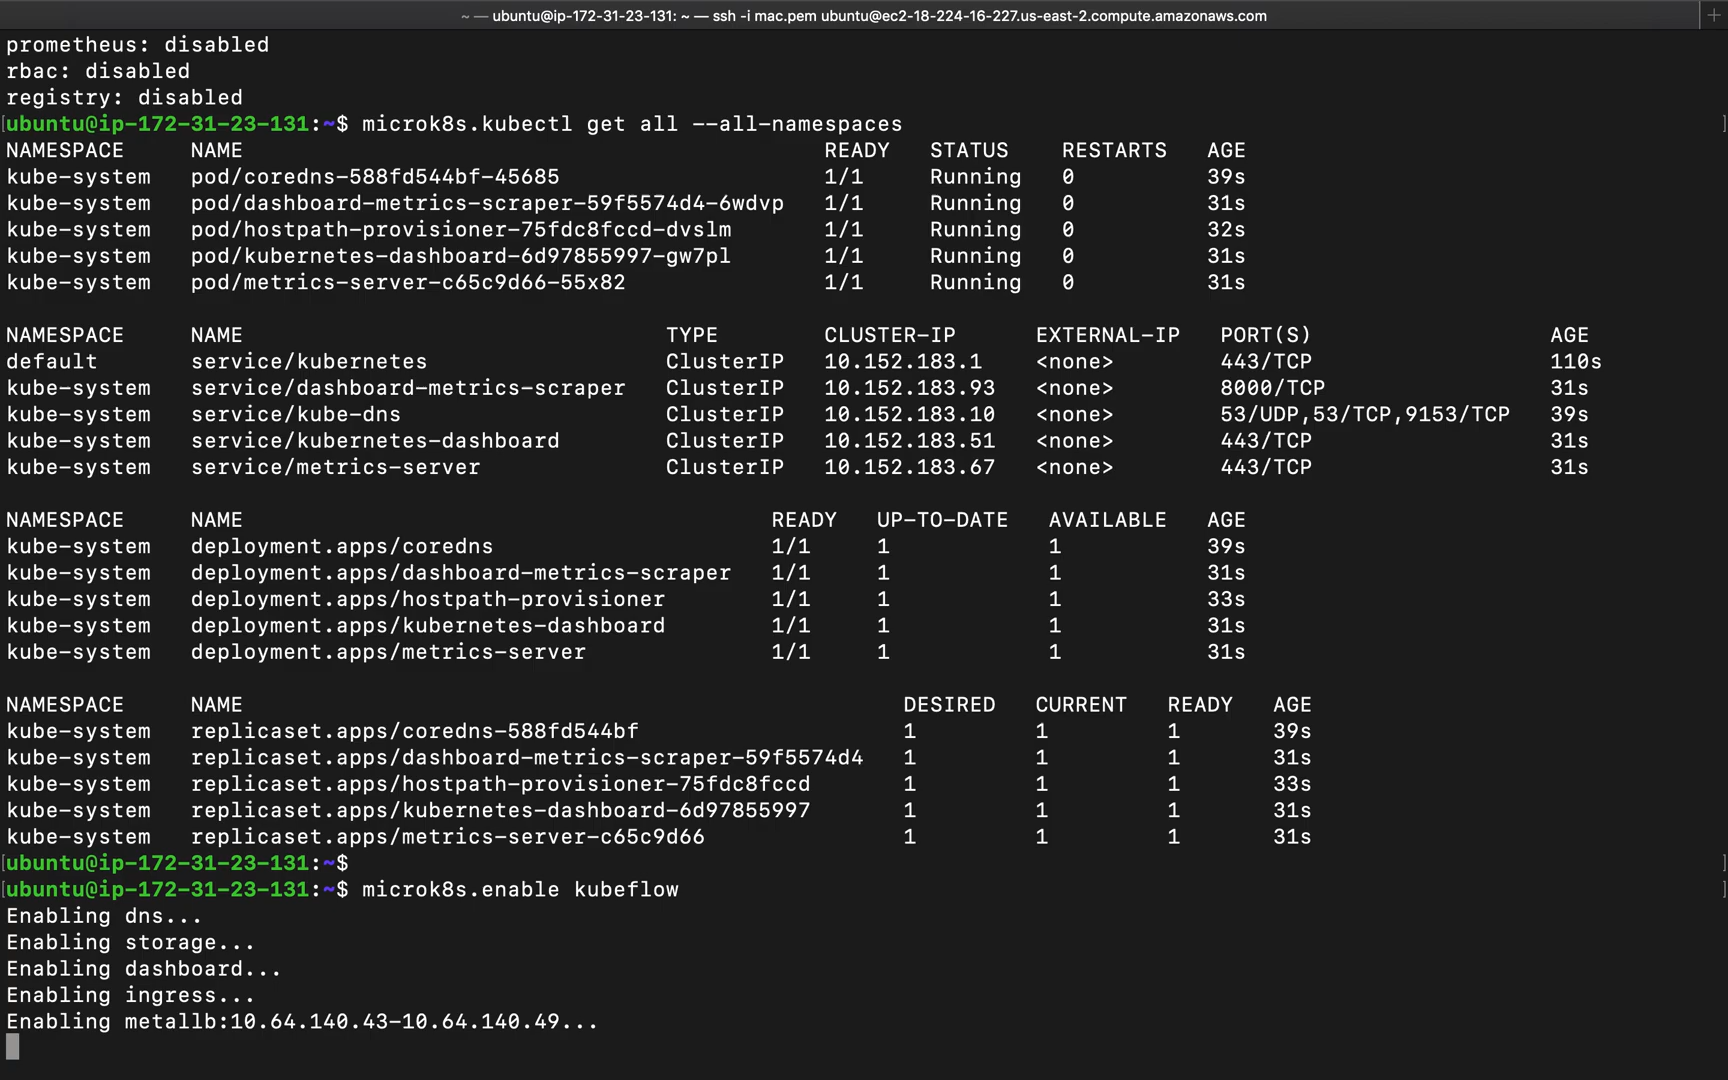 ~ — ubuntu@ip-172-31-23-131: ~ — ssh -i mac.pem ubuntu@ec2-18-224-16-227.us-east-2.compute.amazonaws.com
prometheus: disabled
rbac: disabled
registry: disabled
[ubuntu@ip-172-31-23-131:~$ microk8s.kubectl get all --all-namespaces ]
NAMESPACE NAME READY STATUS RESTARTS AGE
kube-system pod/coredns-588fd544bf-45685 1/1 Running 0 39s
kube-system pod/dashboard-metrics-scraper-59f5574d4-6wdvp 1/1 Running 0 31s
kube-system pod/hostpath-provisioner-75fdc8fccd-dvslm 1/1 Running 0 32s
kube-system pod/kubernetes-dashboard-6d97855997-gw7pl 1/1 Running 0 31s
kube-system pod/metrics-server-c65c9d66-55x82 1/1 Running 0 31s
NAMESPACE NAME TYPE CLUSTER-IP EXTERNAL-IP PORT(S) AGE
default service/kubernetes ClusterIP 10.152.183.1 <none> 443/TCP 110s
kube-system service/dashboard-metrics-scraper ClusterIP 10.152.183.93 <none> 8000/TCP 31s
kube-system service/kube-dns ClusterIP 10.152.183.10 <none> 53/UDP,53/TCP,9153/TCP 39s
kube-system service/kubernetes-dashboard ClusterIP 10.152.183.51 <none> 443/TCP 31s
kube-system service/metrics-server ClusterIP 10.152.183.67 <none> 443/TCP 31s
NAMESPACE NAME READY UP-TO-DATE AVAILABLE AGE
kube-system deployment.apps/coredns 1/1 1 1 39s
kube-system deployment.apps/dashboard-metrics-scraper 1/1 1 1 31s
kube-system deployment.apps/hostpath-provisioner 1/1 1 1 33s
kube-system deployment.apps/kubernetes-dashboard 1/1 1 1 31s
kube-system deployment.apps/metrics-server 1/1 1 1 31s
NAMESPACE NAME DESIRED CURRENT READY AGE
kube-system replicaset.apps/coredns-588fd544bf 1 1 1 39s
kube-system replicaset.apps/dashboard-metrics-scraper-59f5574d4 1 1 1 31s
kube-system replicaset.apps/hostpath-provisioner-75fdc8fccd 1 1 1 33s
kube-system replicaset.apps/kubernetes-dashboard-6d97855997 1 1 1 31s
kube-system replicaset.apps/metrics-server-c65c9d66 1 1 1 31s
[ubuntu@ip-172-31-23-131:~$ ]
[ubuntu@ip-172-31-23-131:~$ microk8s.enable kubeflow ]
Enabling dns...
Enabling storage...
Enabling dashboard...
Enabling ingress...
Enabling metallb:10.64.140.43-10.64.140.49...